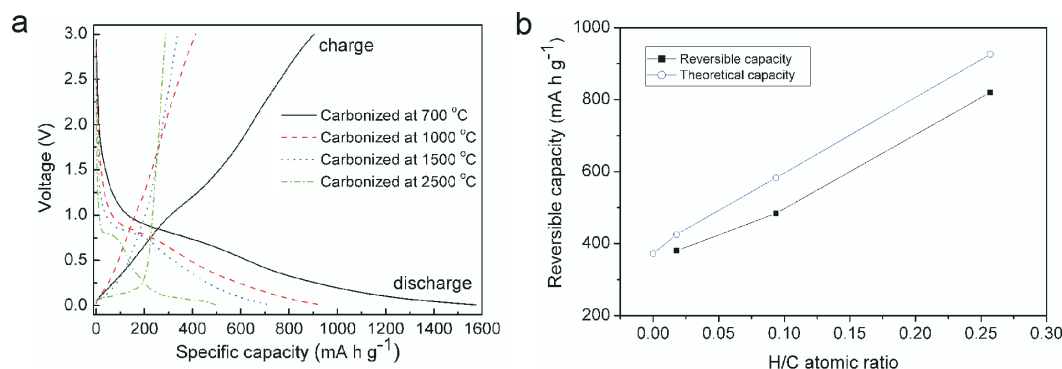 a
3.0
2.5
2.0
1.5
1.0
0.5
0.0
Voltage (V)
charge
Carbonized at 700 °C
Carbonized at 1000 °C
Carbonized at 1500 °C
Carbonized at 2500 °C
discharge
0 200 400 600 800 1000 1200 1400 1600
Specific capacity (mA h g⁻¹)
b
1000
800
600
400
200
Reversible capacity (mA h g⁻¹)
Reversible capacity
Theoretical capacity
0.00 0.05 0.10 0.15 0.20 0.25 0.30
H/C atomic ratio